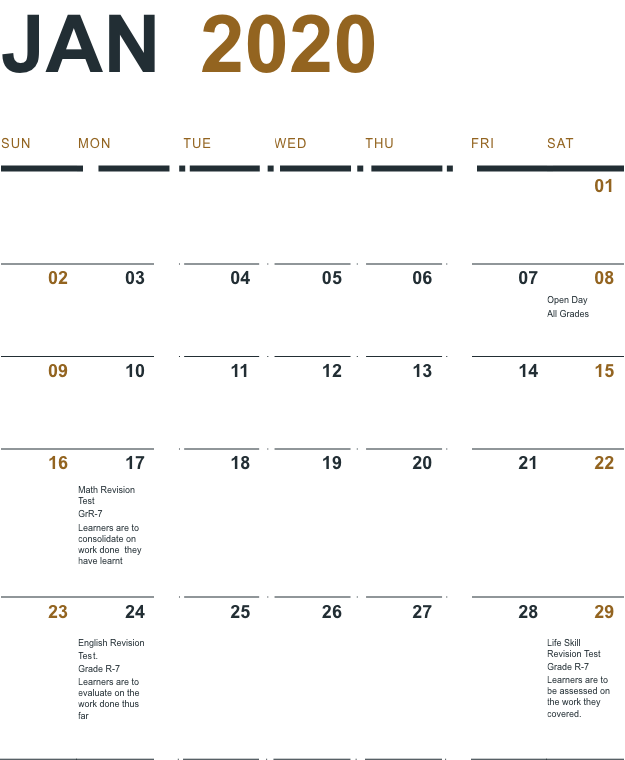 JAN 2020
SUN MON TUE WED THU FRI SAT
01
02 03 04 05 06 07 08
Open Day
All Grades
09 10 11 12 13 14 15
16 17 18 19 20 21 22
Math Revision
Test
GrR-7
Learners are to
consolidate on
work done they
have learnt
23 24 25 26 27 28 29
English Revision
Test.
Grade R-7
Learners are to
evaluate on the
work done thus
far
Life Skill
Revision Test
Grade R-7
Learners are to
be assessed on
the work they
covered.